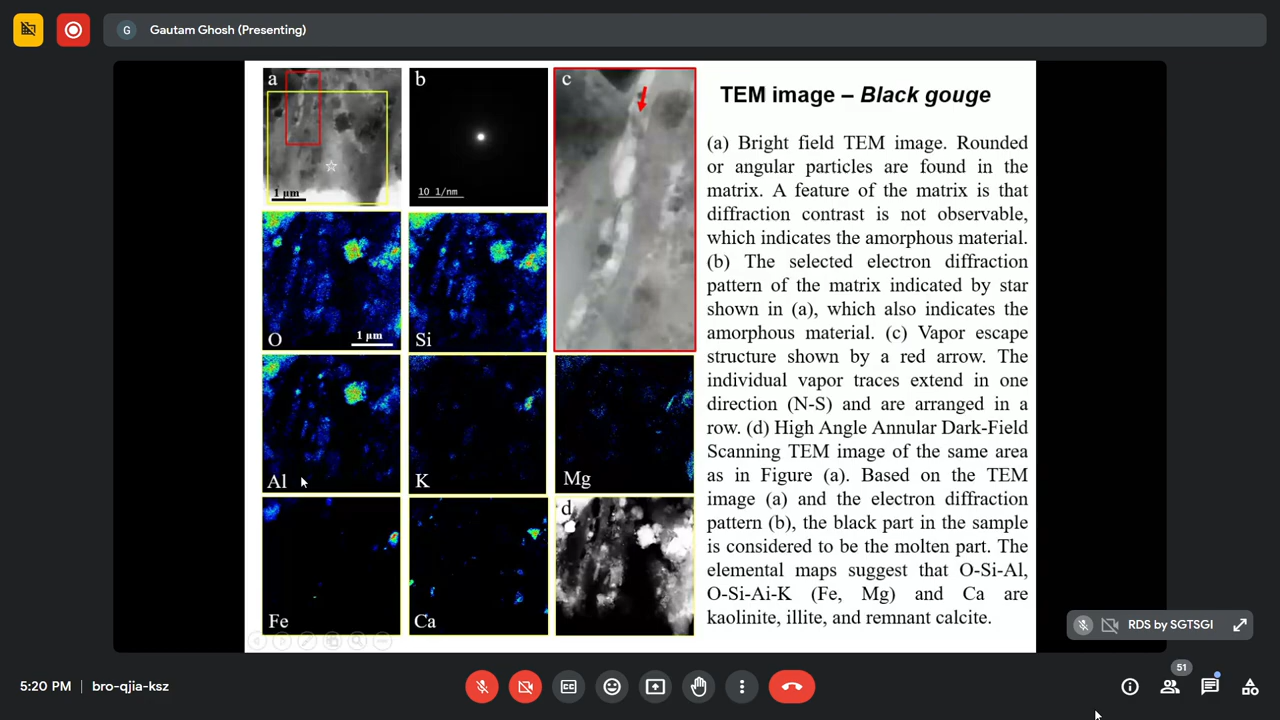 G Gautam Ghosh (Presenting)
a
b
c
1 μm
10 1/nm
O
1 μm
Si
Al
K
Mg
Fe
Ca
d
TEM image – Black gouge
(a) Bright field TEM image. Rounded
or angular particles are found in the
matrix. A feature of the matrix is that
diffraction contrast is not observable,
which indicates the amorphous material.
(b) The selected electron diffraction
pattern of the matrix indicated by star
shown in (a), which also indicates the
amorphous material. (c) Vapor escape
structure shown by a red arrow. The
individual vapor traces extend in one
direction (N-S) and are arranged in a
row. (d) High Angle Annular Dark-Field
Scanning TEM image of the same area
as in Figure (a). Based on the TEM
image (a) and the electron diffraction
pattern (b), the black part in the sample
is considered to be the molten part. The
elemental maps suggest that O-Si-Al,
O-Si-Ai-K (Fe, Mg) and Ca are
kaolinite, illite, and remnant calcite.
RDS by SGTSGI
5:20 PM | bro-qjia-ksz
51